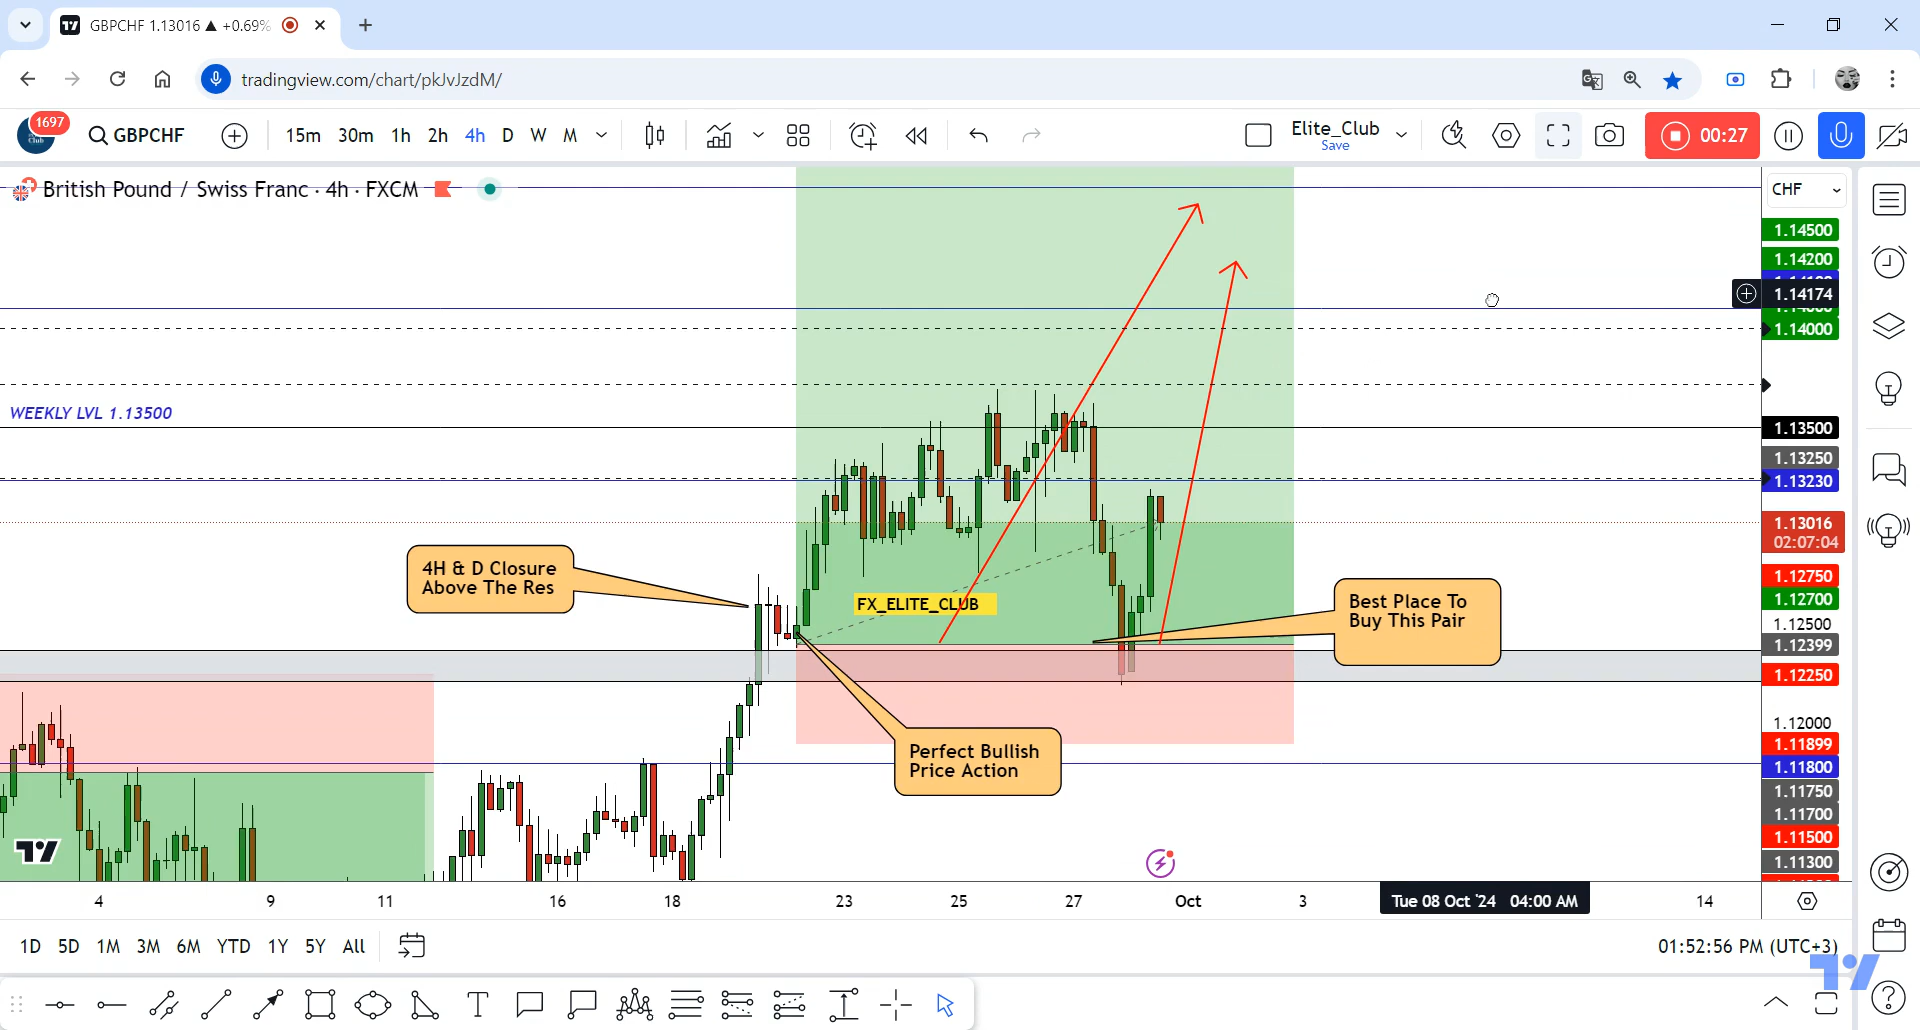 GBPCHF 1.13016 ▲ +0.69%
tradingview.com/chart/pkJvJzdM/
1697
GBPCHF
15m 30m 1h 2h 4h D W M
Elite_Club
Save
00:27
British Pound / Swiss Franc · 4h · FXCM
CHF
1.14500
1.14200
1.14174
1.14000
WEEKLY LVL 1.13500
1.13500
1.13250
1.13230
1.13016
02:07:04
4H & D Closure
Above The Res
FX_ELITE_CLUB
Best Place To
Buy This Pair
Perfect Bullish
Price Action
1.12750
1.12700
1.12500
1.12399
1.12250
1.12000
1.11899
1.11800
1.11750
1.11700
1.11500
1.11300
4 9 11 16 18 23 25 27 Oct 3 Tue 08 Oct '24 04:00 AM 14
1D 5D 1M 3M 6M YTD 1Y 5Y All
01:52:56 PM (UTC+3)